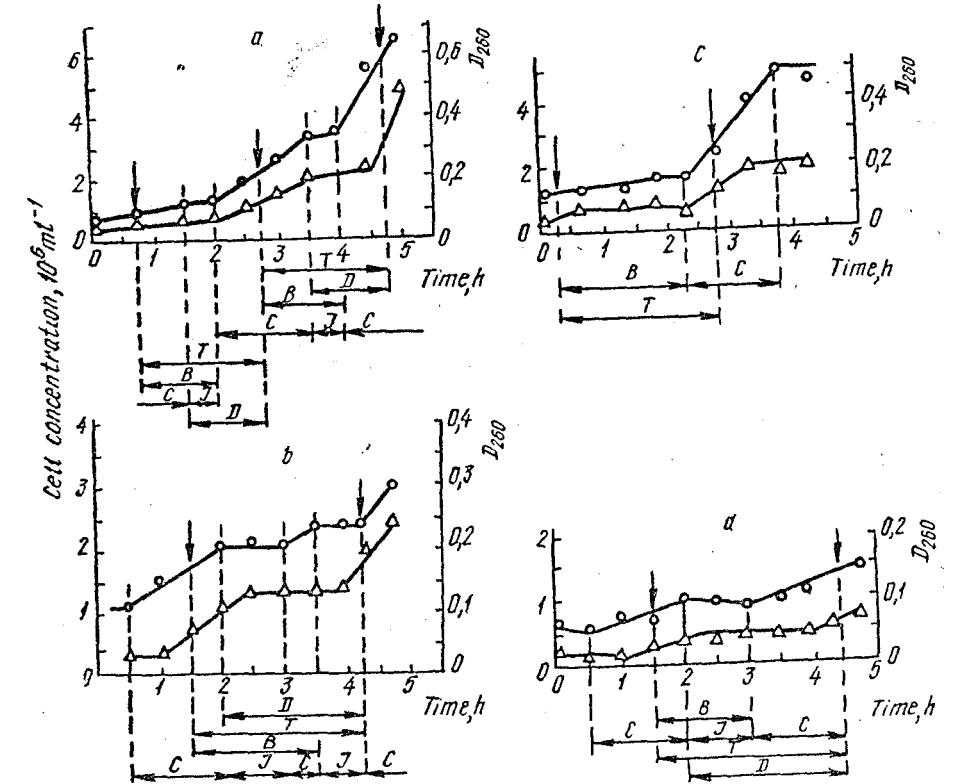 Cell concentration, 10⁶ ml⁻¹
a
6
4
2
0
0,6
0,4
0,2
0
D260
0 1 2 3 4 5
Time, h
T
D
B
C J C
T
B
C J
D
c
4
2
0
0,4
0,2
0
D260
0 1 2 3 4 5
Time, h
B C
T
b
4
3
2
1
0
0,4
0,3
0,2
0,1
0
D260
1 2 3 4 5
Time, h
D
T
B
C J C J C
d
2
1
0
0,2
0,1
0
D260
0 1 2 3 4 5
Time, h
B
C J C
T
D